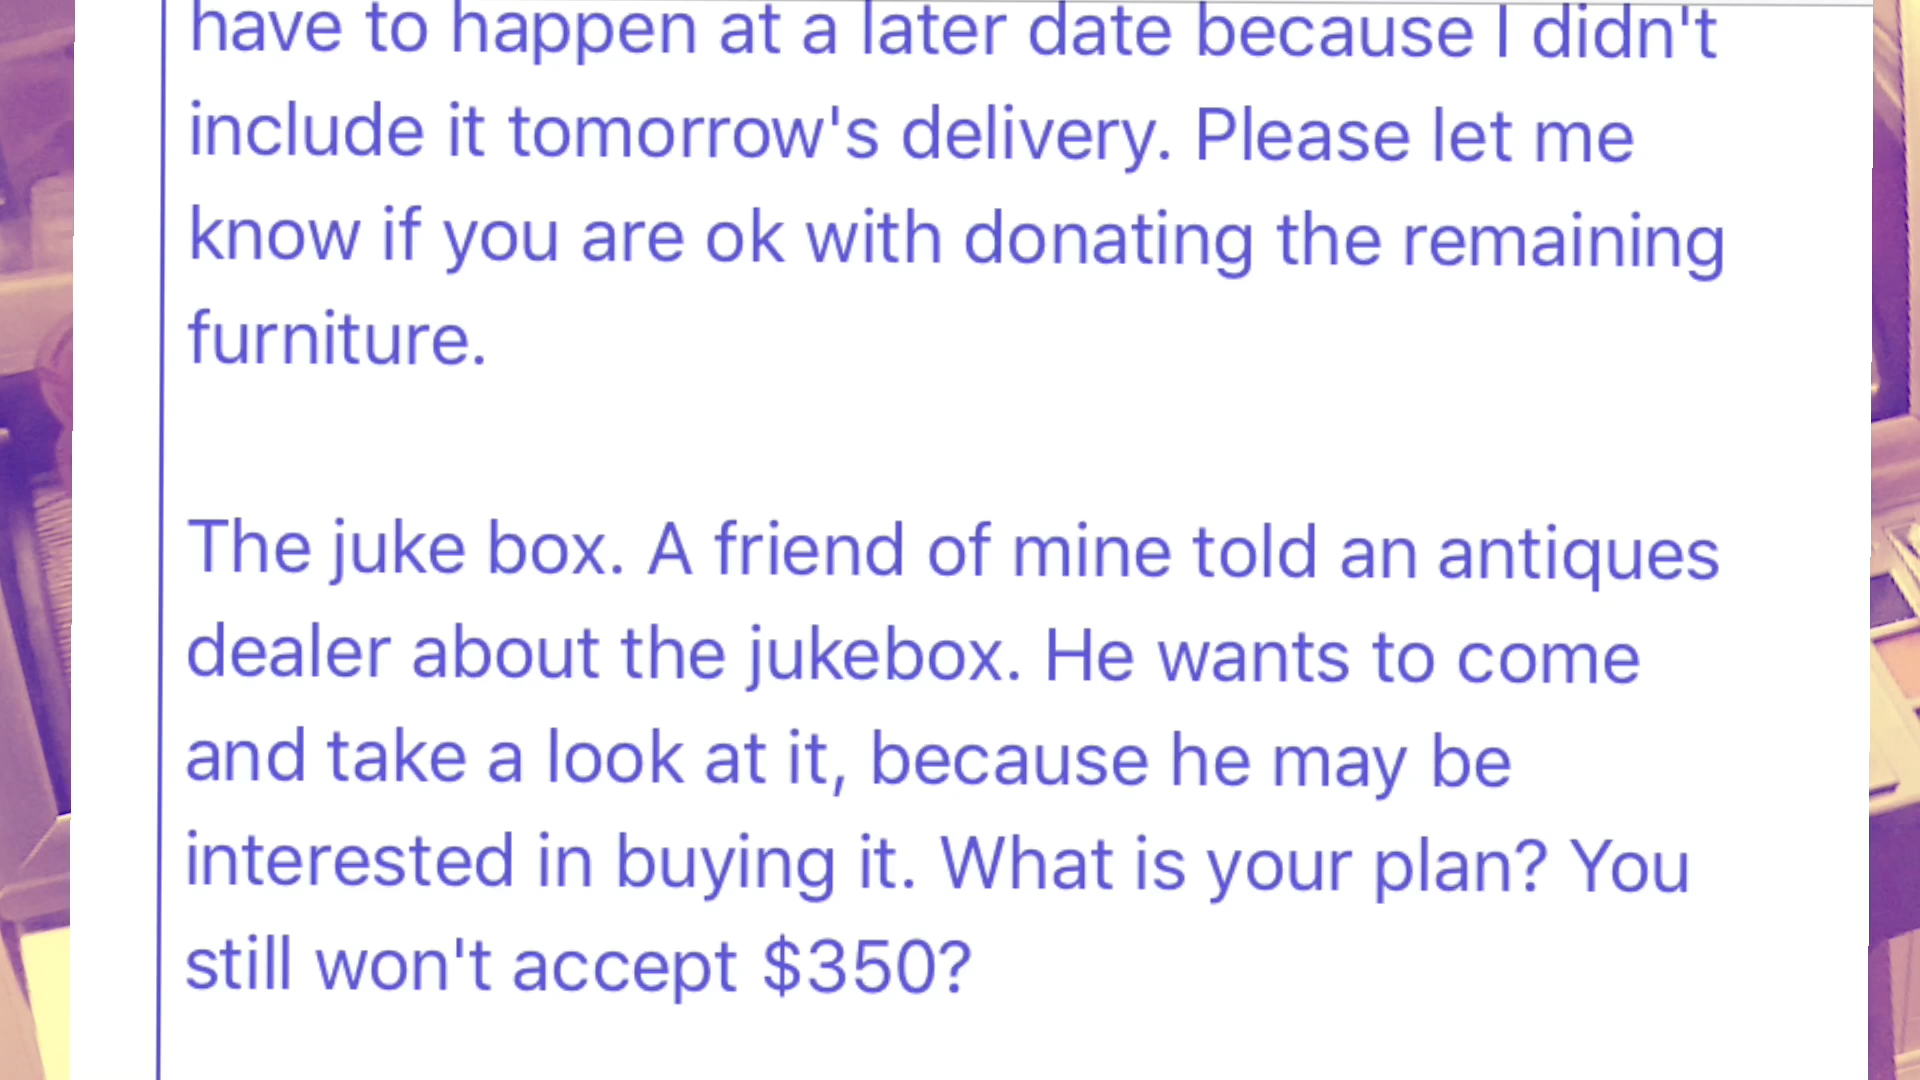 have to happen at a later date because I didn't
include it tomorrow's delivery. Please let me
know if you are ok with donating the remaining
furniture.
The juke box. A friend of mine told an antiques
dealer about the jukebox. He wants to come
and take a look at it, because he may be
interested in buying it. What is your plan? You
still won't accept $350?